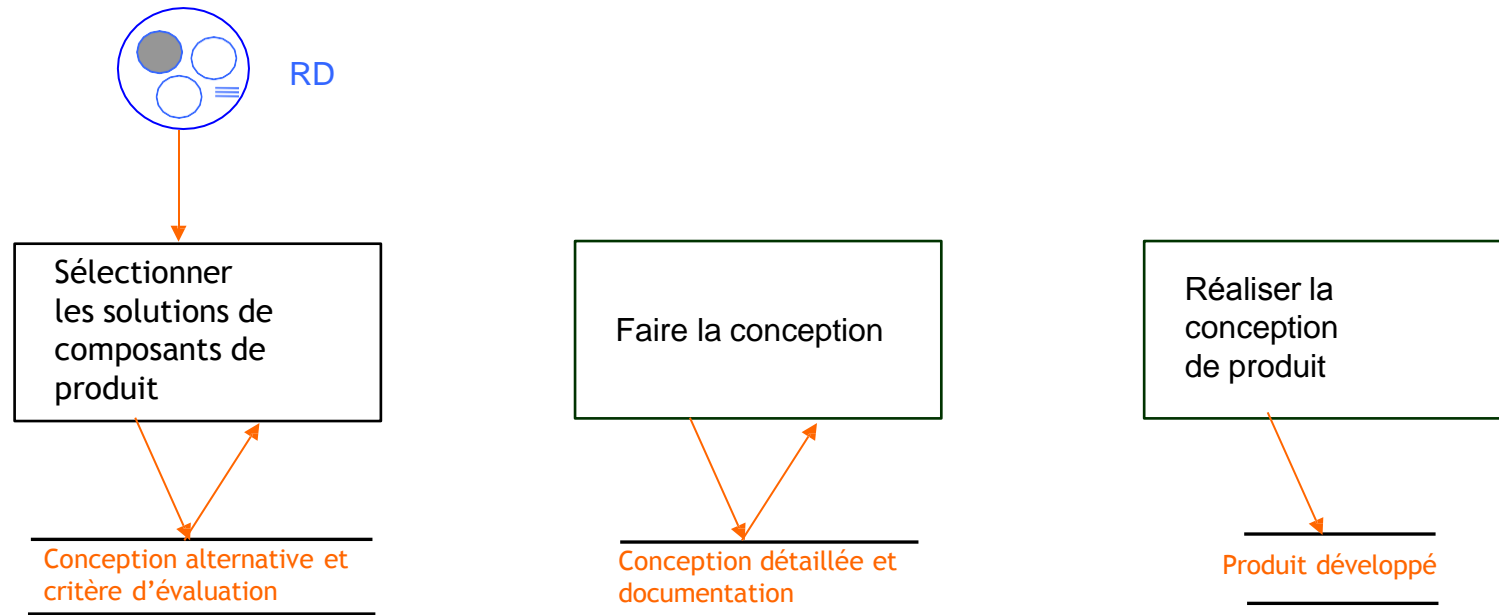 RD
Sélectionner
les solutions de
composants de
produit
Faire la conception
Réaliser la
conception
de produit
Conception alternative et
critère d’évaluation
Conception détaillée et
documentation
Produit développé